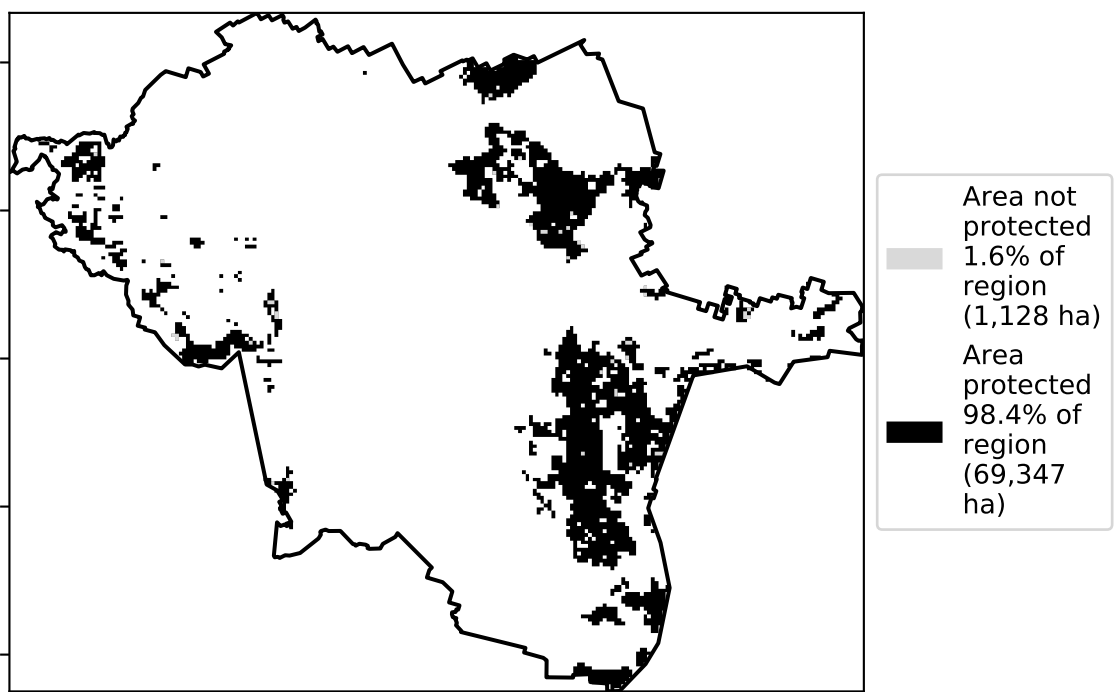 Area not
protected
1.6% of
region
(1,128 ha)
Area
protected
98.4% of
region
(69,347
ha)